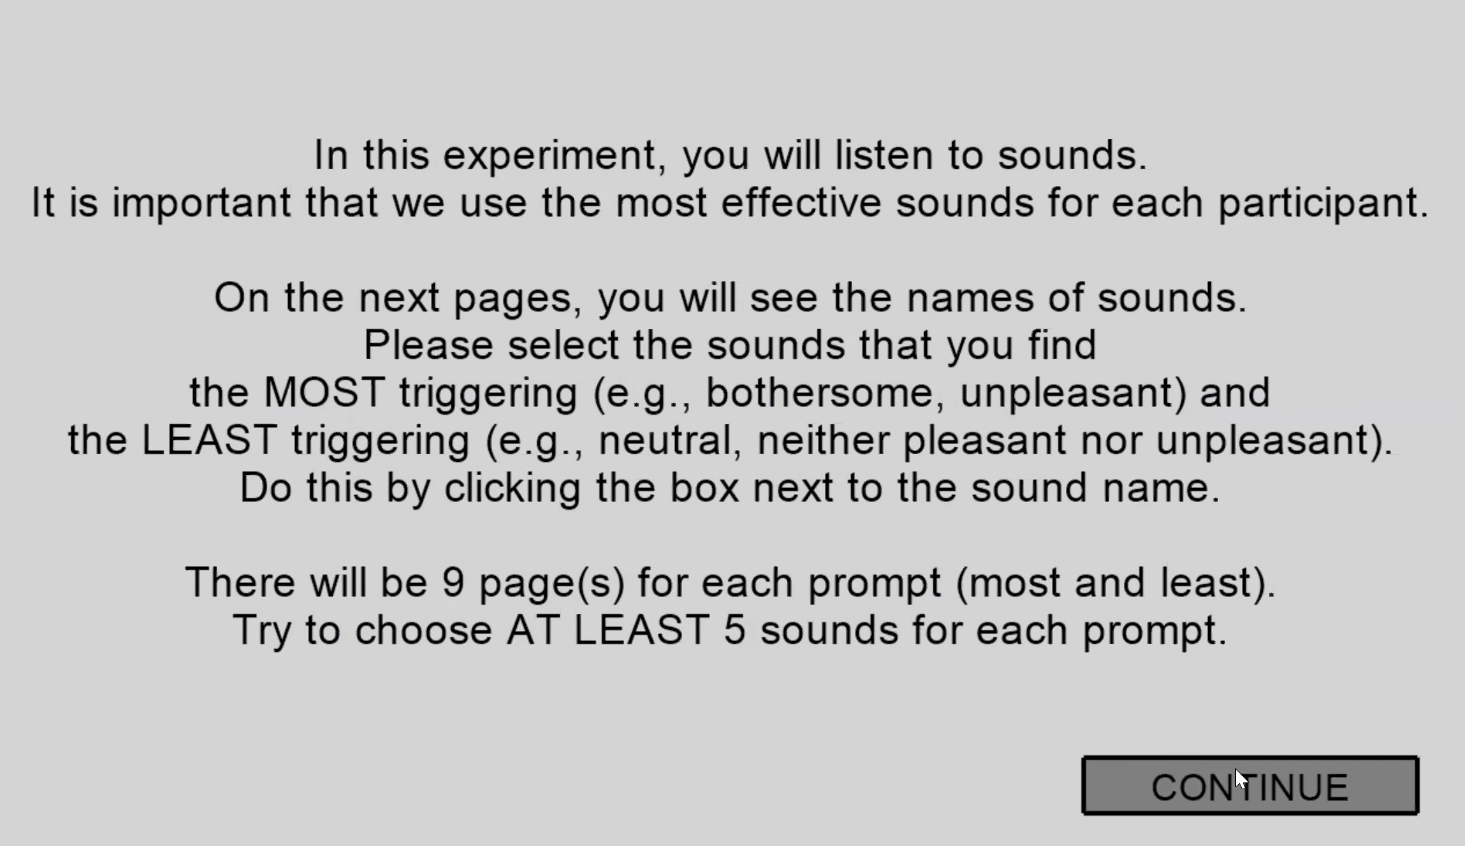 In this experiment, you will listen to sounds.
It is important that we use the most effective sounds for each participant.
On the next pages, you will see the names of sounds.
Please select the sounds that you find
the MOST triggering (e.g., bothersome, unpleasant) and
the LEAST triggering (e.g., neutral, neither pleasant nor unpleasant).
Do this by clicking the box next to the sound name.
There will be 9 page(s) for each prompt (most and least).
Try to choose AT LEAST 5 sounds for each prompt.
CONTINUE